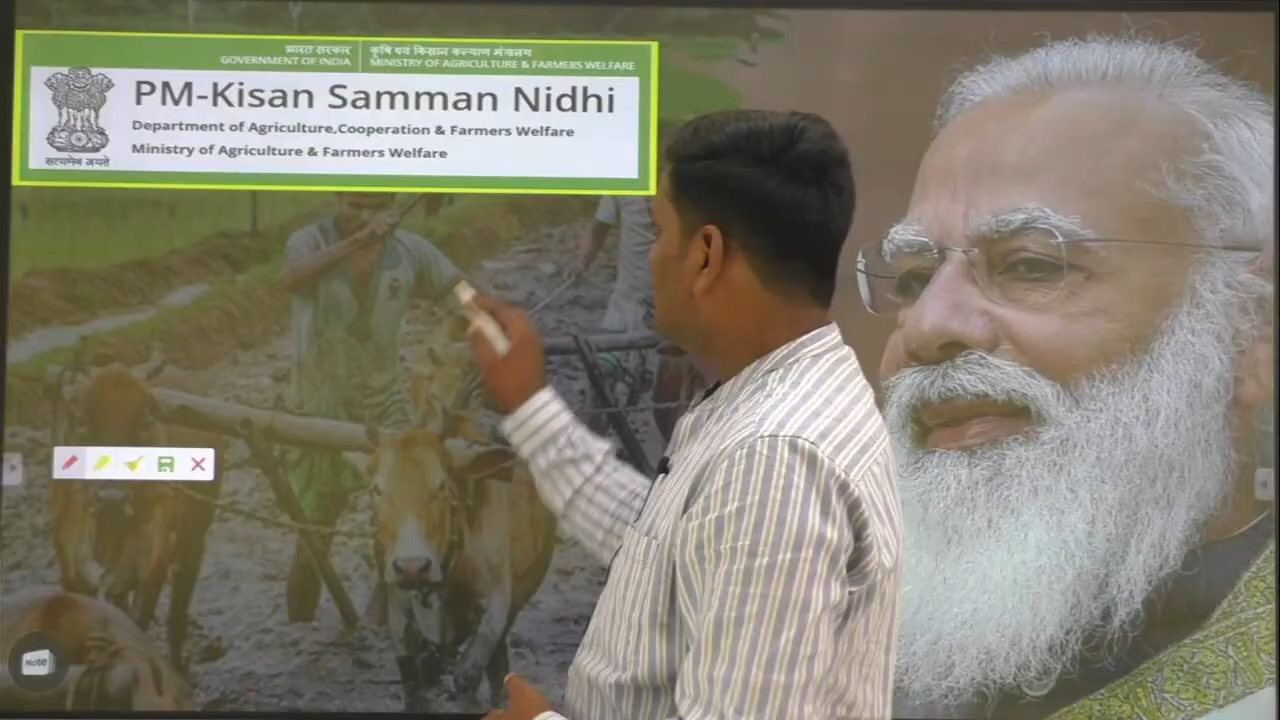 भारत सरकार
GOVERNMENT OF INDIA
कृषि एवं किसान कल्याण मंत्रालय
MINISTRY OF AGRICULTURE & FARMERS WELFARE
PM-Kisan Samman Nidhi
Department of Agriculture,Cooperation & Farmers Welfare
Ministry of Agriculture & Farmers Welfare
सत्यमेव जयते
Note